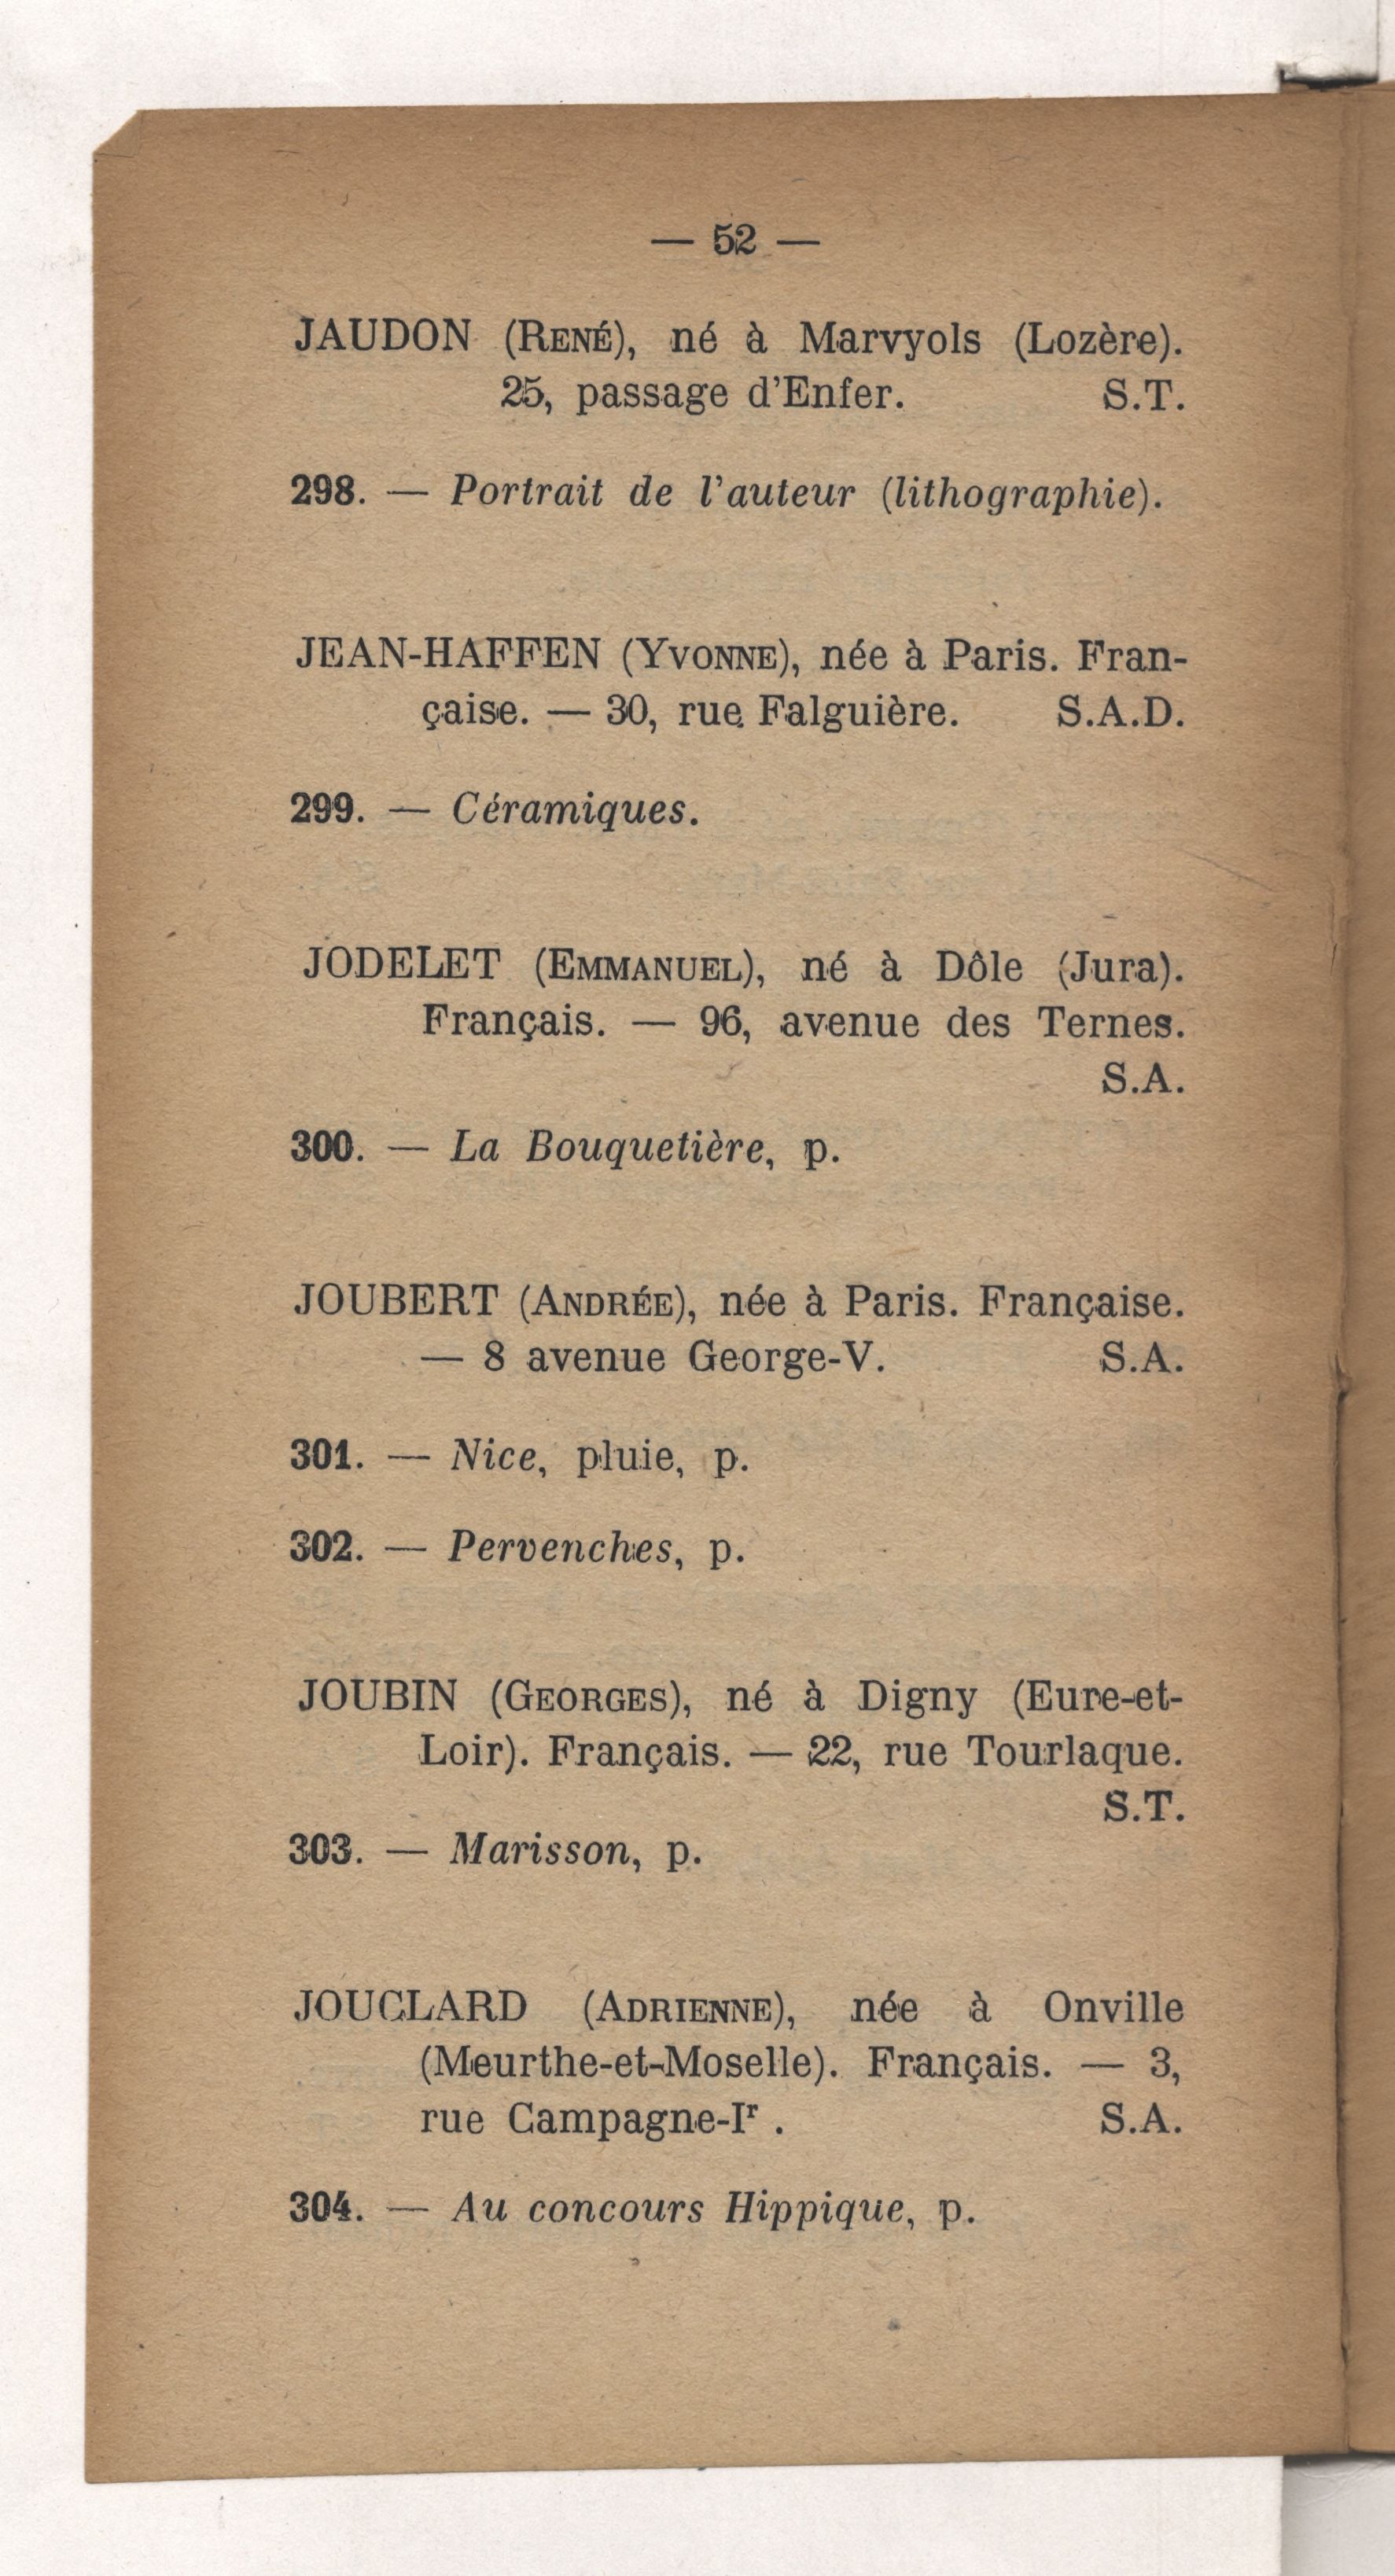 — 52 —
JAUDON (RENÉ), né à Marvyols (Lozère).
25, passage d'Enfer. S.T.
298. — Portrait de l'auteur (lithographie).
JEAN-HAFFEN (YVONNE), née à Paris. Fran-
çaise. — 30, rue Falguière. S.A.D.
299. — Céramiques.
JODELET (EMMANUEL), né à Dôle (Jura).
Français. — 96, avenue des Ternes.
S.A.
300. — La Bouquetière, p.
JOUBERT (ANDRÉE), née à Paris. Française.
— 8 avenue George-V. S.A.
301. — Nice, pluie, p.
302. — Pervenches, p.
JOUBIN (GEORGES), né à Digny (Eure-et-
Loir). Français. — 22, rue Tourlaque.
S.T.
303. — Marisson, p.
JOUCLARD (ADRIENNE), née à Onville
(Meurthe-et-Moselle). Français. — 3,
rue Campagne-Ir . S.A.
304. — Au concours Hippique, p.